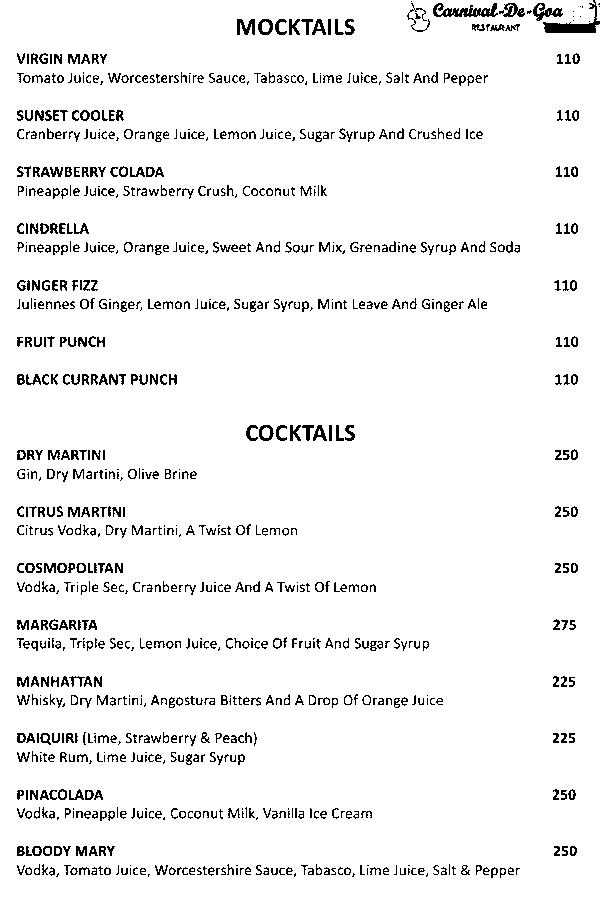 MOCKTAILS
Carnival-De-Goa
RESTAURANT
VIRGIN MARY 110
Tomato Juice, Worcestershire Sauce, Tabasco, Lime Juice, Salt And Pepper
SUNSET COOLER 110
Cranberry Juice, Orange Juice, Lemon Juice, Sugar Syrup And Crushed Ice
STRAWBERRY COLADA 110
Pineapple Juice, Strawberry Crush, Coconut Milk
CINDRELLA 110
Pineapple Juice, Orange Juice, Sweet And Sour Mix, Grenadine Syrup And Soda
GINGER FIZZ 110
Juliennes Of Ginger, Lemon Juice, Sugar Syrup, Mint Leave And Ginger Ale
FRUIT PUNCH 110
BLACK CURRANT PUNCH 110
COCKTAILS
DRY MARTINI 250
Gin, Dry Martini, Olive Brine
CITRUS MARTINI 250
Citrus Vodka, Dry Martini, A Twist Of Lemon
COSMOPOLITAN 250
Vodka, Triple Sec, Cranberry Juice And A Twist Of Lemon
MARGARITA 275
Tequila, Triple Sec, Lemon Juice, Choice Of Fruit And Sugar Syrup
MANHATTAN 225
Whisky, Dry Martini, Angostura Bitters And A Drop Of Orange Juice
DAIQUIRI (Lime, Strawberry & Peach) 225
White Rum, Lime Juice, Sugar Syrup
PINACOLADA 250
Vodka, Pineapple Juice, Coconut Milk, Vanilla Ice Cream
BLOODY MARY 250
Vodka, Tomato Juice, Worcestershire Sauce, Tabasco, Lime Juice, Salt & Pepper